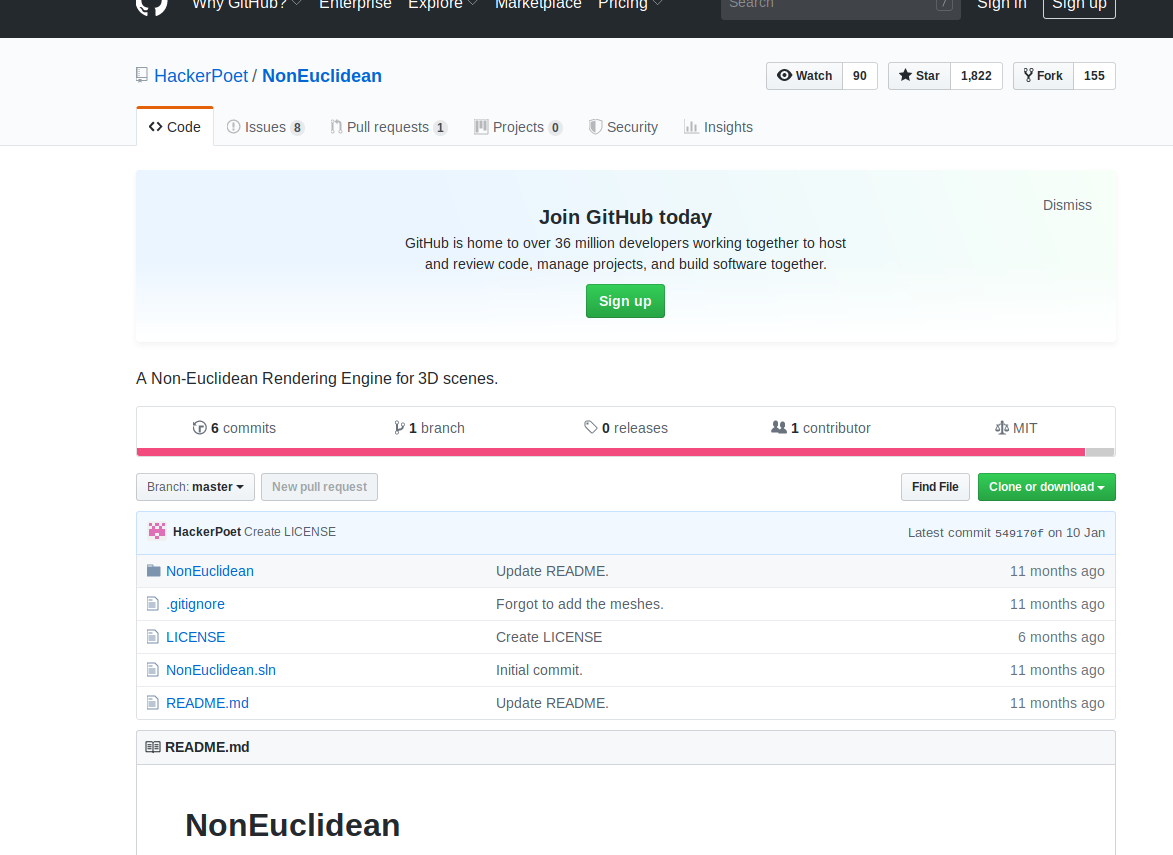 Why GitHub? Enterprise Explore Marketplace Pricing Search / Sign in Sign up
HackerPoet / NonEuclidean Watch 90 Star 1,822 Fork 155
Code Issues 8 Pull requests 1 Projects 0 Security Insights
Dismiss
Join GitHub today
GitHub is home to over 36 million developers working together to host
and review code, manage projects, and build software together.
Sign up
A Non-Euclidean Rendering Engine for 3D scenes.
6 commits 1 branch 0 releases 1 contributor MIT
Branch: master New pull request Find File Clone or download
HackerPoet Create LICENSE Latest commit 549170f on 10 Jan
NonEuclidean Update README. 11 months ago
.gitignore Forgot to add the meshes. 11 months ago
LICENSE Create LICENSE 6 months ago
NonEuclidean.sln Initial commit. 11 months ago
README.md Update README. 11 months ago
README.md
NonEuclidean